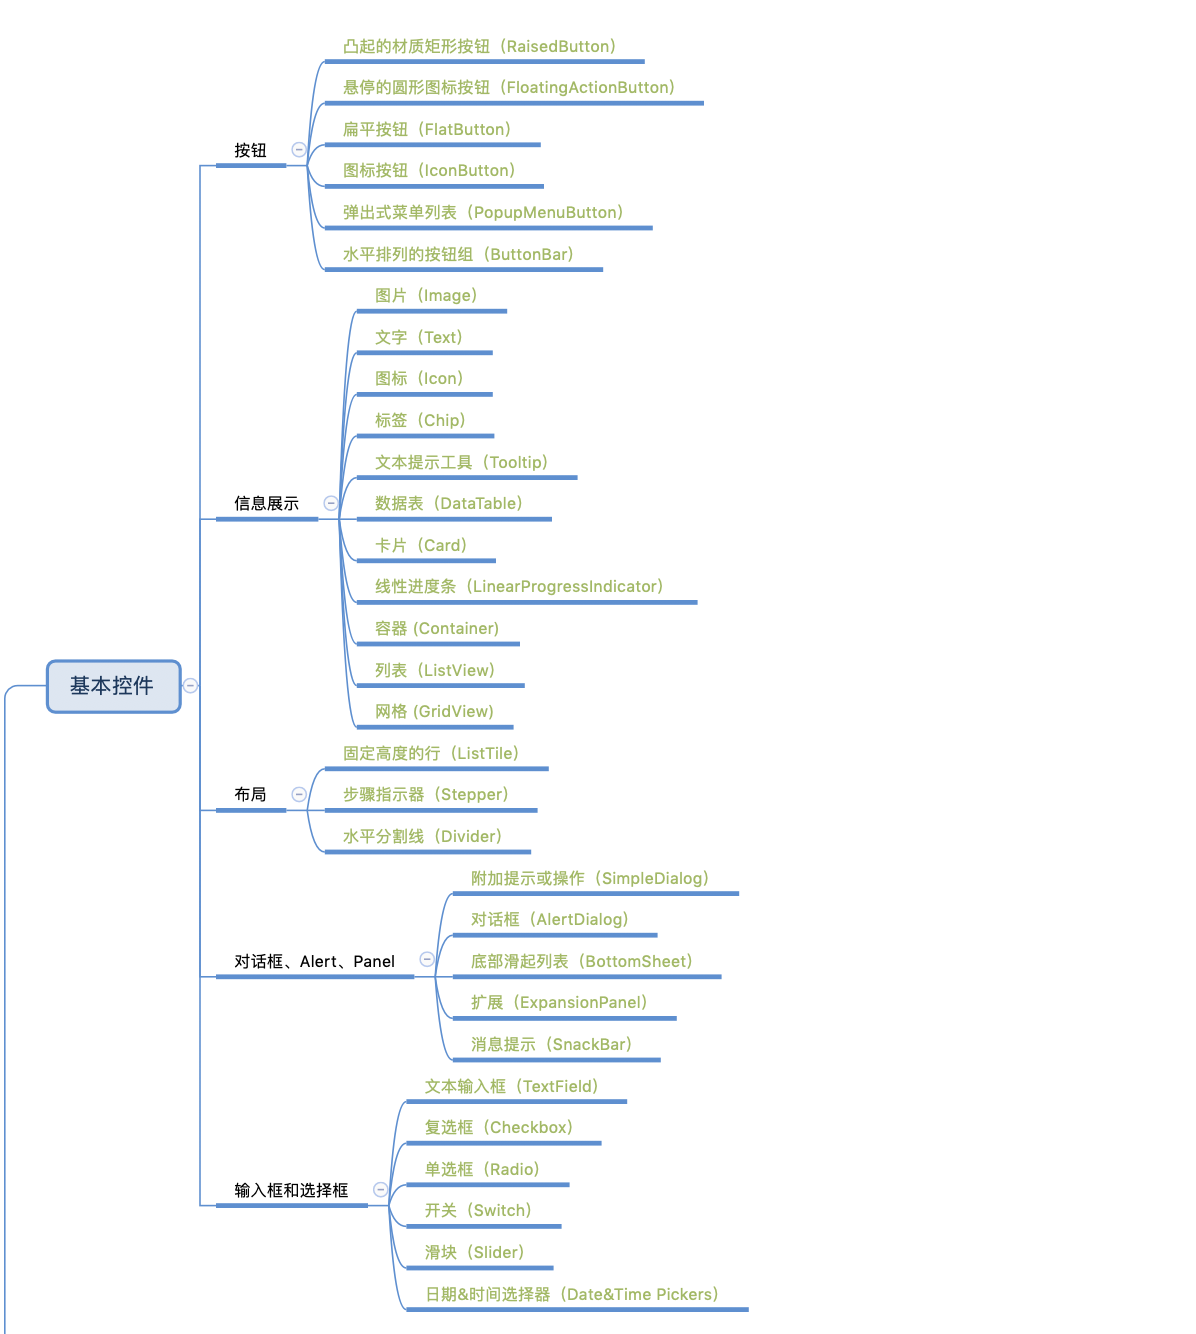 基本控件
按钮
凸起的材质矩形按钮（RaisedButton）
悬停的圆形图标按钮（FloatingActionButton）
扁平按钮（FlatButton）
图标按钮（IconButton）
弹出式菜单列表（PopupMenuButton）
水平排列的按钮组（ButtonBar）
信息展示
图片（Image）
文字（Text）
图标（Icon）
标签（Chip）
文本提示工具（Tooltip）
数据表（DataTable）
卡片（Card）
线性进度条（LinearProgressIndicator）
容器 (Container)
列表（ListView）
网格 (GridView)
布局
固定高度的行（ListTile）
步骤指示器（Stepper）
水平分割线（Divider）
对话框、Alert、Panel
附加提示或操作（SimpleDialog）
对话框（AlertDialog）
底部滑起列表（BottomSheet）
扩展（ExpansionPanel）
消息提示（SnackBar）
输入框和选择框
文本输入框（TextField）
复选框（Checkbox）
单选框（Radio）
开关（Switch）
滑块（Slider）
日期&时间选择器（Date&Time Pickers）